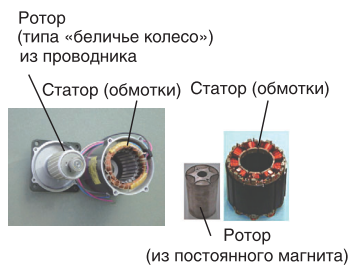 Ротор
(типа «беличье колесо»)
из проводника
Статор (обмотки)
Статор (обмотки)
Ротор
(из постоянного магнита)